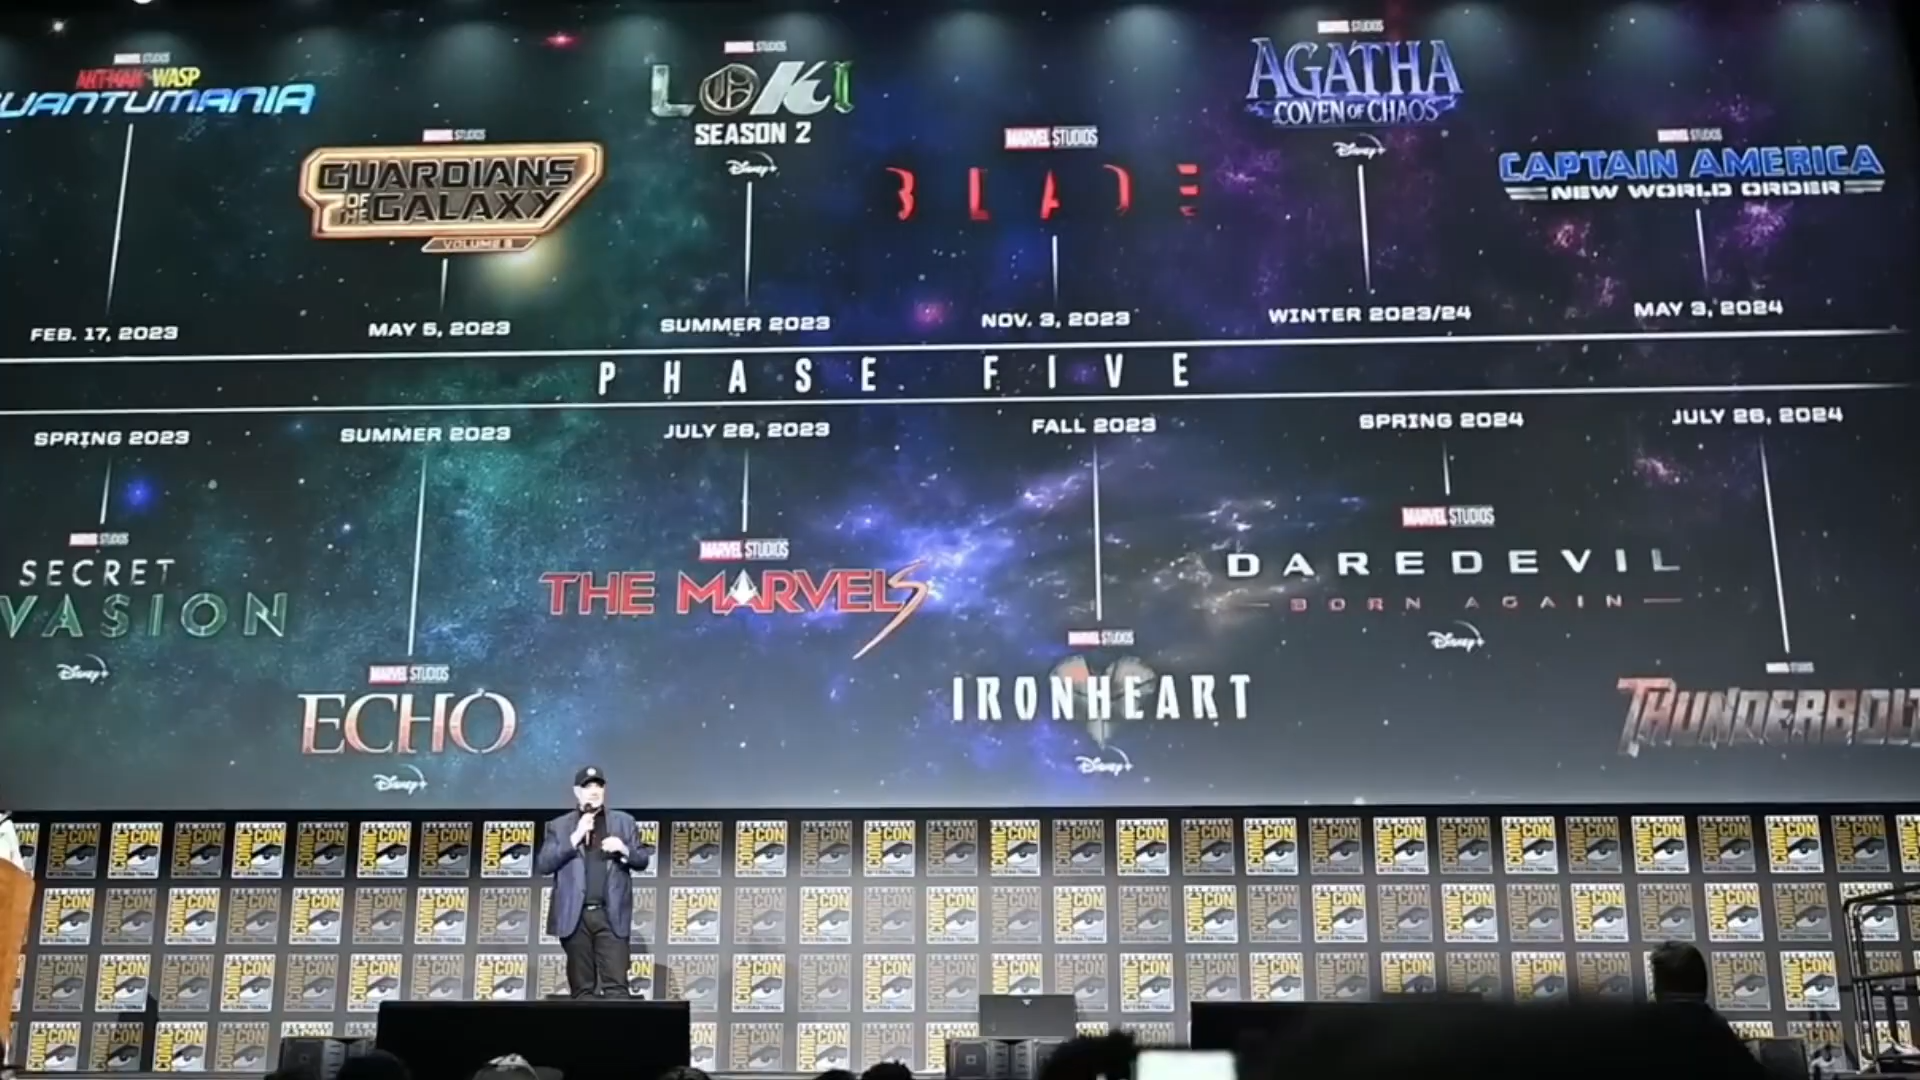 MARVEL STUDIOS
ANT-MAN AND WASP
QUANTUMANIA
FEB. 17, 2023
MARVEL STUDIOS
GUARDIANS
OF THE GALAXY
VOLUME 3
MAY 5, 2023
MARVEL STUDIOS
LOKI
SEASON 2
Disney+
SUMMER 2023
MARVEL STUDIOS
BLADE
NOV. 3, 2023
MARVEL STUDIOS
AGATHA
COVEN OF CHAOS
Disney+
WINTER 2023/24
MARVEL STUDIOS
CAPTAIN AMERICA
NEW WORLD ORDER
MAY 3, 2024
PHASE FIVE
SPRING 2023
MARVEL STUDIOS
SECRET
VASION
Disney+
SUMMER 2023
MARVEL STUDIOS
ECHO
Disney+
JULY 28, 2023
MARVEL STUDIOS
THE MARVELS
FALL 2023
MARVEL STUDIOS
IRONHEART
Disney+
SPRING 2024
MARVEL STUDIOS
DAREDEVIL
BORN AGAIN
Disney+
JULY 26, 2024
MARVEL STUDIOS
THUNDERBOLT
SAN DIEGO
COMIC CON
INTERNATIONAL